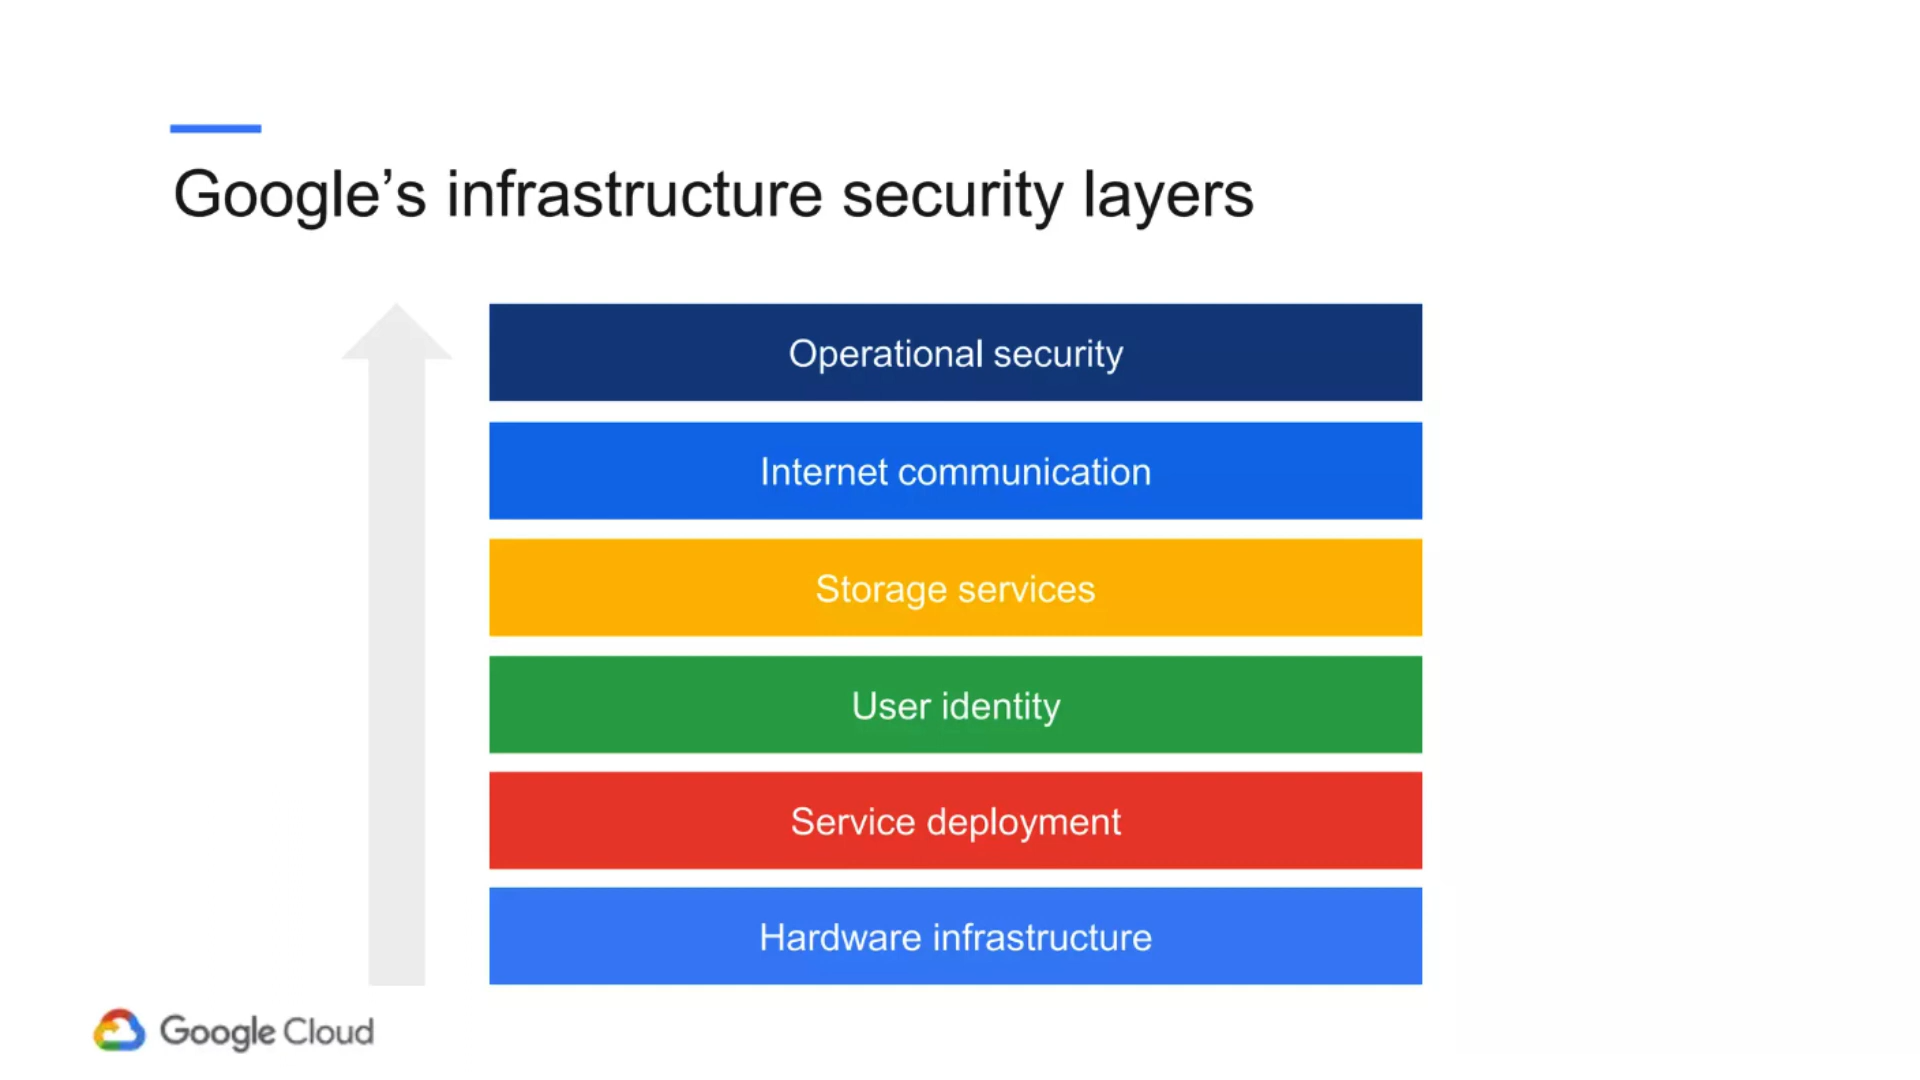 Google’s infrastructure security layers
Operational security
Internet communication
Storage services
User identity
Service deployment
Hardware infrastructure
Google Cloud